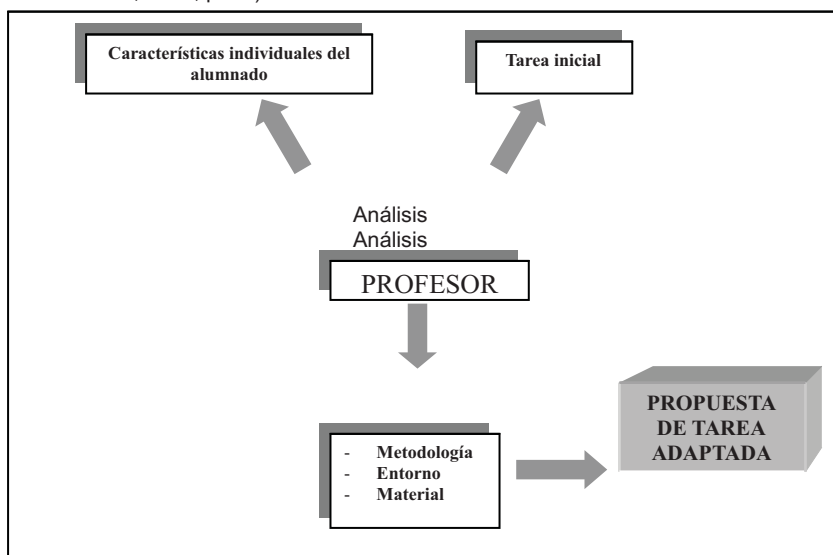 Características individuales del
alumnado
Tarea inicial
Análisis
Análisis
PROFESOR
- Metodología
- Entorno
- Material
PROPUESTA
DE TAREA
ADAPTADA